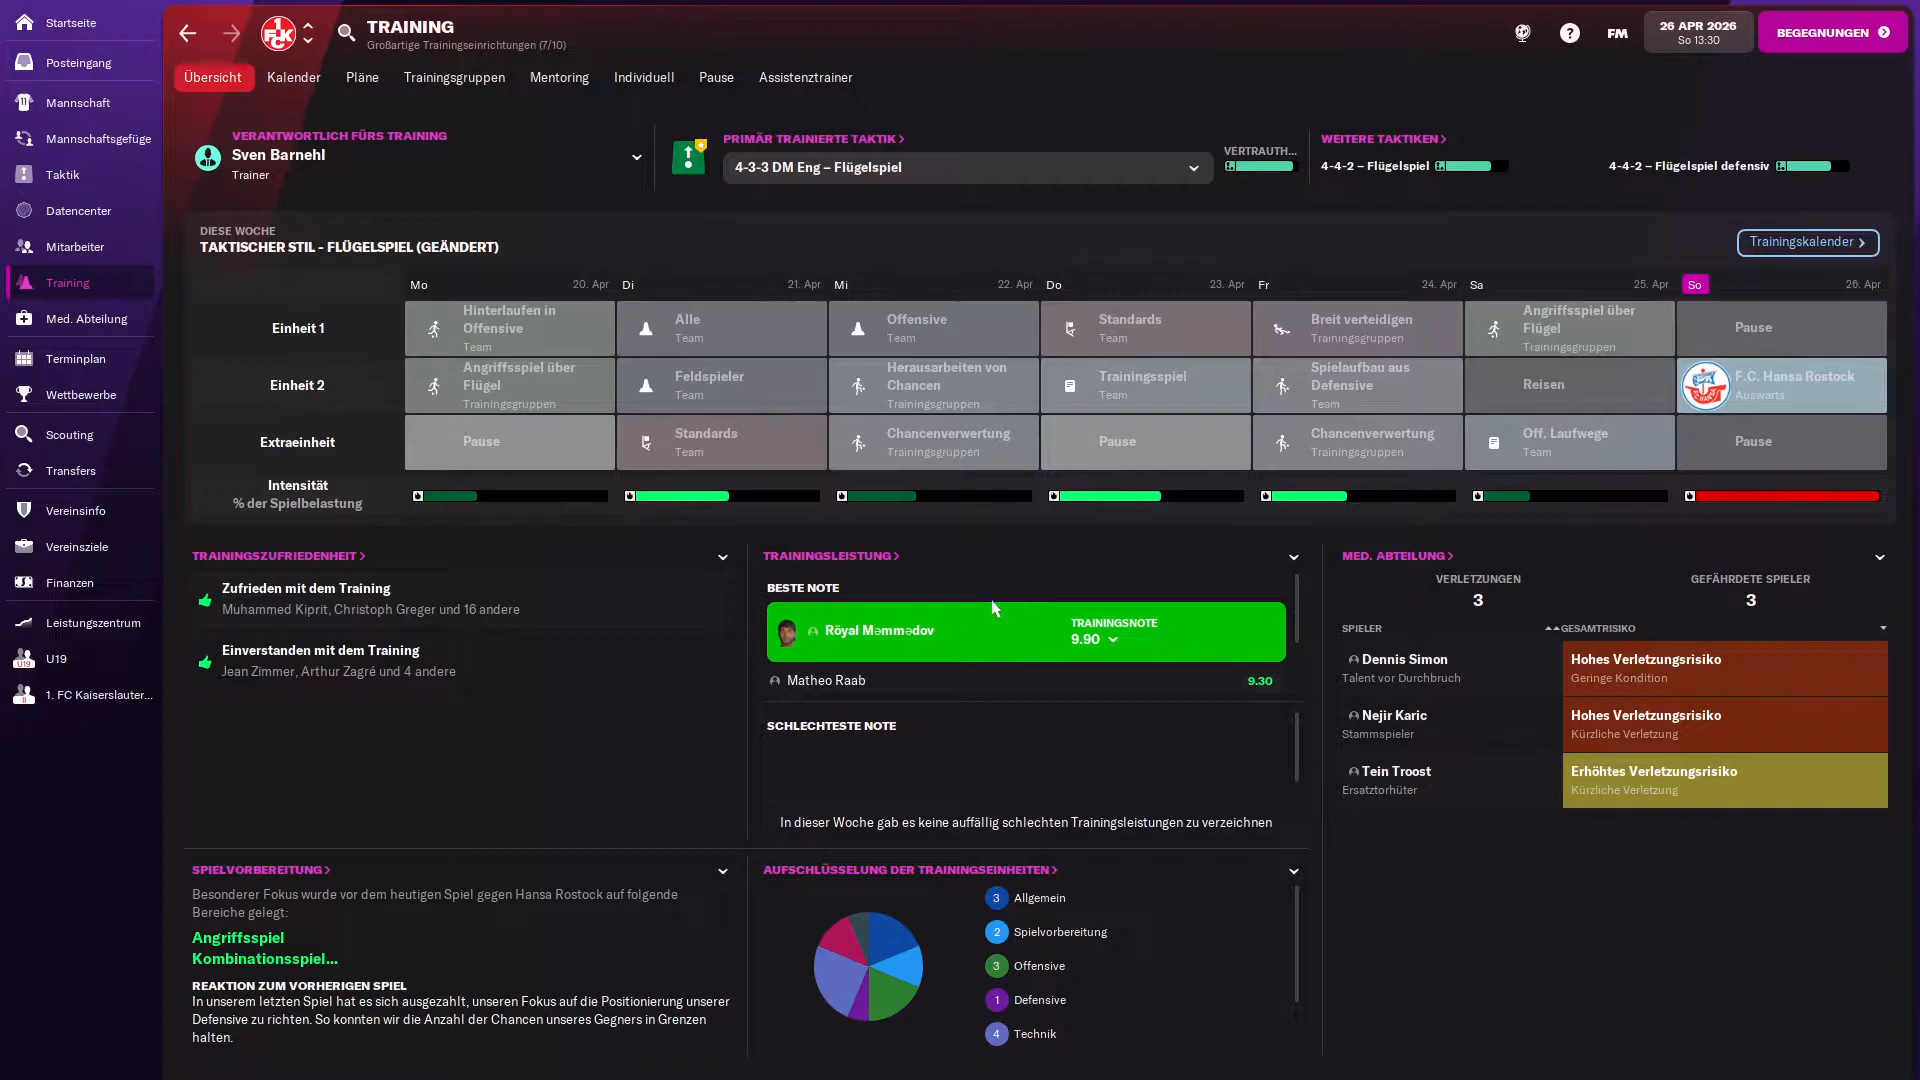 Startseite
Posteingang
Mannschaft
Mannschaftsgefüge
Taktik
Datencenter
Mitarbeiter
Training
Med. Abteilung
Terminplan
Wettbewerbe
Scouting
Transfers
Vereinsinfo
Vereinsziele
Finanzen
Leistungszentrum
U19
1. FC Kaiserslauter...
TRAINING
Großartige Trainingseinrichtungen (7/10)
FM
26 APR 2026
So 13:30
BEGEGNUNGEN
Übersicht Kalender Pläne Trainingsgruppen Mentoring Individuell Pause Assistenztrainer
VERANTWORTLICH FÜRS TRAINING
Sven Barnehl
Trainer
PRIMÄR TRAINIERTE TAKTIK >
4-3-3 DM Eng – Flügelspiel
VERTRAUTH...
WEITERE TAKTIKEN >
4-4-2 – Flügelspiel
4-4-2 – Flügelspiel defensiv
DIESE WOCHE
TAKTISCHER STIL - FLÜGELSPIEL (GEÄNDERT)
Trainingskalender >
Mo 20. Apr Di 21. Apr Mi 22. Apr Do 23. Apr Fr 24. Apr Sa 25. Apr So 26. Apr
Einheit 1
Hinterlaufen in Offensive
Team
Alle
Team
Offensive
Team
Standards
Team
Breit verteidigen
Trainingsgruppen
Angriffsspiel über Flügel
Trainingsgruppen
Pause
Einheit 2
Angriffsspiel über Flügel
Trainingsgruppen
Feldspieler
Team
Herausarbeiten von Chancen
Trainingsgruppen
Trainingsspiel
Team
Spielaufbau aus Defensive
Team
Reisen
F.C. Hansa Rostock
Auswärts
Extraeinheit
Pause
Standards
Team
Chancenverwertung
Trainingsgruppen
Pause
Chancenverwertung
Trainingsgruppen
Off. Laufwege
Team
Pause
Intensität
% der Spielbelastung
TRAININGSZUFRIEDENHEIT >
Zufrieden mit dem Training
Muhammed Kiprit, Christoph Greger und 16 andere
Einverstanden mit dem Training
Jean Zimmer, Arthur Zagré und 4 andere
TRAININGSLEISTUNG >
BESTE NOTE
Röyal Məmmədov
TRAININGSNOTE
9.90
Matheo Raab 9.30
SCHLECHTESTE NOTE
In dieser Woche gab es keine auffällig schlechten Trainingsleistungen zu verzeichnen
MED. ABTEILUNG >
VERLETZUNGEN
3
GEFÄHRDETE SPIELER
3
SPIELER GESAMTRISIKO
Dennis Simon
Talent vor Durchbruch
Hohes Verletzungsrisiko
Geringe Kondition
Nejir Karic
Stammspieler
Hohes Verletzungsrisiko
Kürzliche Verletzung
Tein Troost
Ersatztorhüter
Erhöhtes Verletzungsrisiko
Kürzliche Verletzung
SPIELVORBEREITUNG >
Besonderer Fokus wurde vor dem heutigen Spiel gegen Hansa Rostock auf folgende
Bereiche gelegt:
Angriffsspiel
Kombinationsspiel...
REAKTION ZUM VORHERIGEN SPIEL
In unserem letzten Spiel hat es sich ausgezahlt, unseren Fokus auf die Positionierung unserer
Defensive zu richten. So konnten wir die Anzahl der Chancen unseres Gegners in Grenzen
halten.
AUFSCHLÜSSELUNG DER TRAININGSEINHEITEN >
3 Allgemein
2 Spielvorbereitung
3 Offensive
1 Defensive
4 Technik